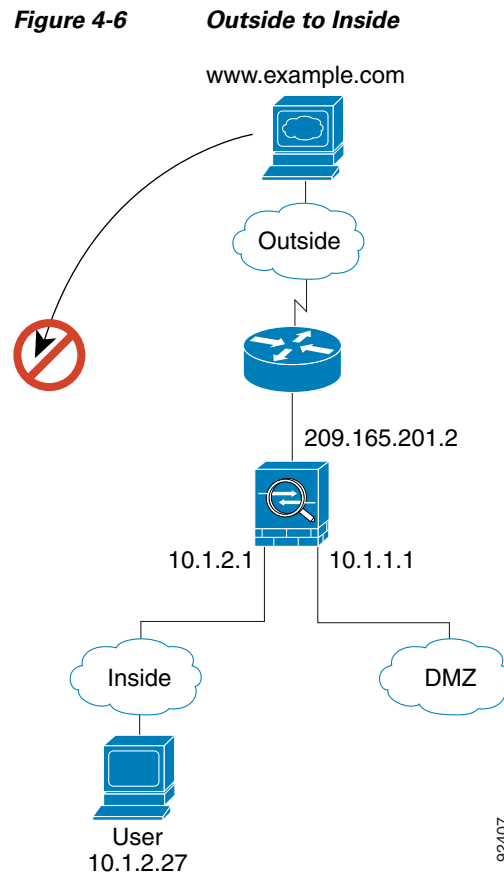 Figure 4-6 Outside to Inside
www.example.com
Outside
209.165.201.2
10.1.2.1 10.1.1.1
Inside DMZ
User
10.1.2.27
92407